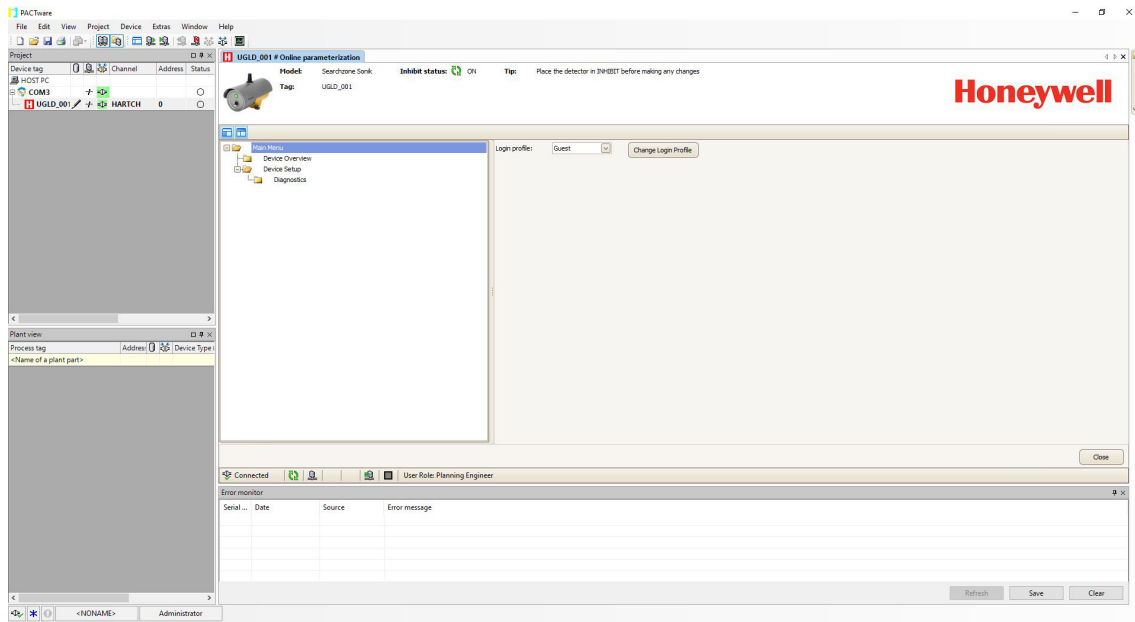 PACTware
File Edit View Project Device Extras Window Help
Project
Device tag Channel Address Status
HOST PC
COM3
UGLD_001 HARTCH 0
Plant view
Process tag Addres Device Type
<Name of a plant part>
UGLD_001 # Online parameterization
Model: Searchzone Sonik Inhibit status: ON Tip: Place the detector in INHIBIT before making any changes
Tag: UGLD_001
Honeywell
Main Menu
Device Overview
Device Setup
Diagnostics
Login profile: Guest Change Login Profile
Close
Connected User Role: Planning Engineer
Error monitor
Serial ... Date Source Error message
Refresh Save Clear
<NONAME> Administrator